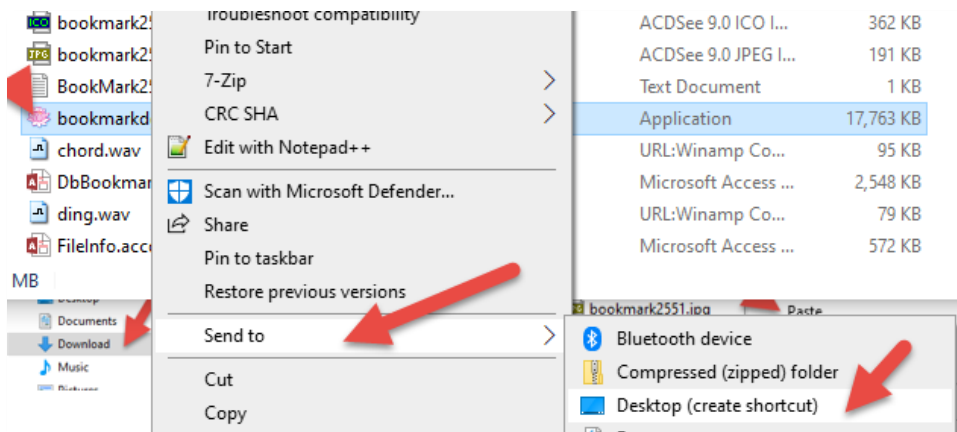 bookmark2
bookmark2
BookMark2
bookmarkd
chord.wav
DbBookmar
ding.wav
FileInfo.acc
MB
Documents
Download
Music
Troubleshoot compatibility
Pin to Start
7-Zip
CRC SHA
Edit with Notepad++
Scan with Microsoft Defender...
Share
Pin to taskbar
Restore previous versions
Send to
Cut
Copy
ACDSee 9.0 ICO I... 362 KB
ACDSee 9.0 JPEG I... 191 KB
Text Document 1 KB
Application 17,763 KB
URL:Winamp Co... 95 KB
Microsoft Access ... 2,548 KB
URL:Winamp Co... 79 KB
Microsoft Access ... 572 KB
bookmark2551.jpg
Paste
Bluetooth device
Compressed (zipped) folder
Desktop (create shortcut)